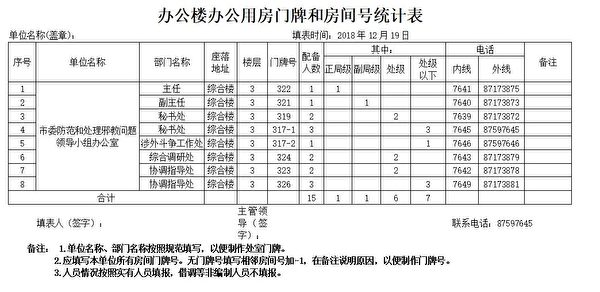 办公楼办公用房门牌和房间号统计表
单位名称(盖章): 填表时间: 2018年12月19日
序号 单位名称 部门名称 座落地址 楼层 门牌号 配备人数 其中: 电话 备注
正局级 副局级 处级 处级以下 内线 外线
1 市委防范和处理邪教问题领导小组办公室 主任 综合楼 3 322 1 1 7641 87173875
2 副主任 综合楼 3 321 1 1 7640 87173873
3 秘书处 综合楼 3 319 2 2 7639 87173872
4 秘书处 综合楼 3 317-1 3 3 7645 87597645
5 涉外斗争工作处 综合楼 3 317-2 1 1 7646 87597646
6 综合调研处 综合楼 3 324 2 2 7643 87173879
7 协调指导处 综合楼 3 323 2 2 7642 87173878
8 协调指导处 综合楼 3 326 3 3 7649 87173881
合计 15 1 1 6 7
填表人(签字): 主管领导(签字): 联系电话: 87597645
备注: 1.单位名称、部门名称按照规范填写,以便制作处室门牌。
2.应填写本单位所有房间门牌号。无门牌号填写相邻房间号加-1,在备注说明原因,以便制作门牌号。
3.人员情况按照实有人员填报,借调等非编制人员不填报。